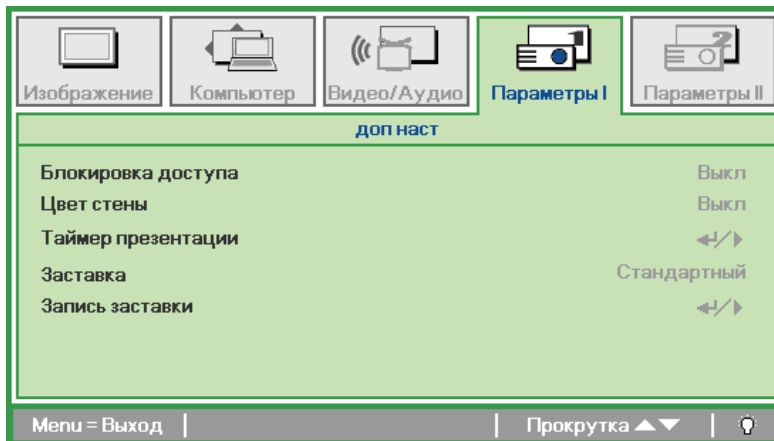 Изображение
Компьютер
Видео/Аудио
Параметры I
Параметры II
доп наст
Блокировка доступа Выкл
Цвет стены Выкл
Таймер презентации
Заставка Стандартный
Запись заставки
Menu = Выход Прокрутка